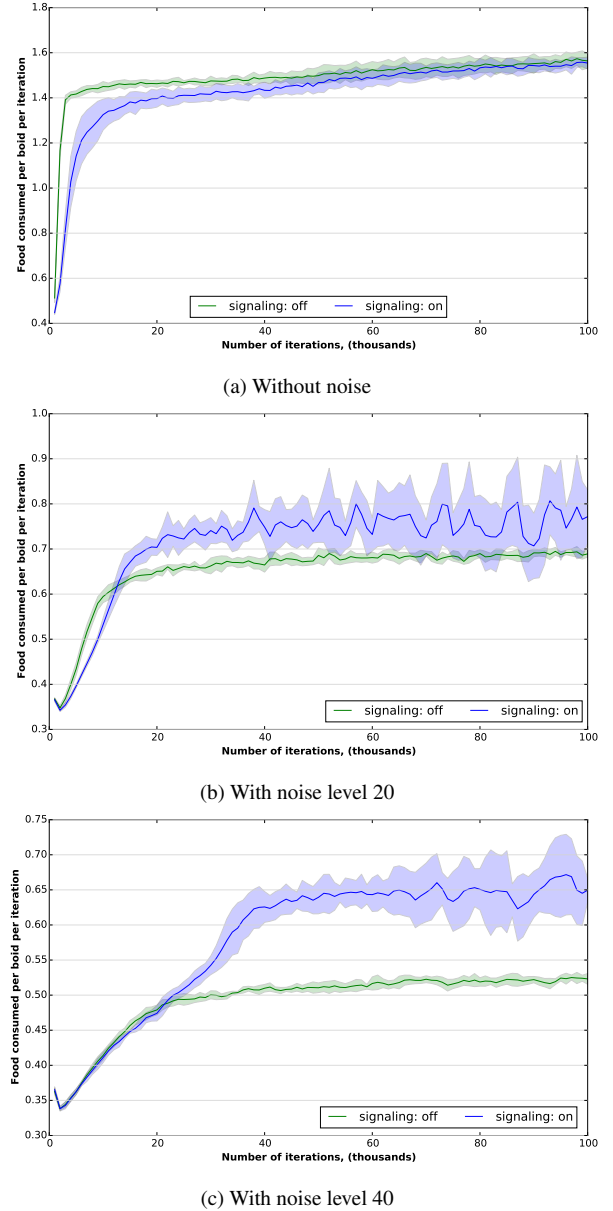 1.8
1.6
1.4
1.2
1.0
0.8
0.6
0.4
Food consumed per boid per iteration
signaling: off signaling: on
0 20 40 60 80 100
Number of iterations, (thousands)
(a) Without noise
1.0
0.9
0.8
0.7
0.6
0.5
0.4
0.3
Food consumed per boid per iteration
signaling: off signaling: on
0 20 40 60 80 100
Number of iterations, (thousands)
(b) With noise level 20
0.75
0.70
0.65
0.60
0.55
0.50
0.45
0.40
0.35
0.30
Food consumed per boid per iteration
signaling: off signaling: on
0 20 40 60 80 100
Number of iterations, (thousands)
(c) With noise level 40